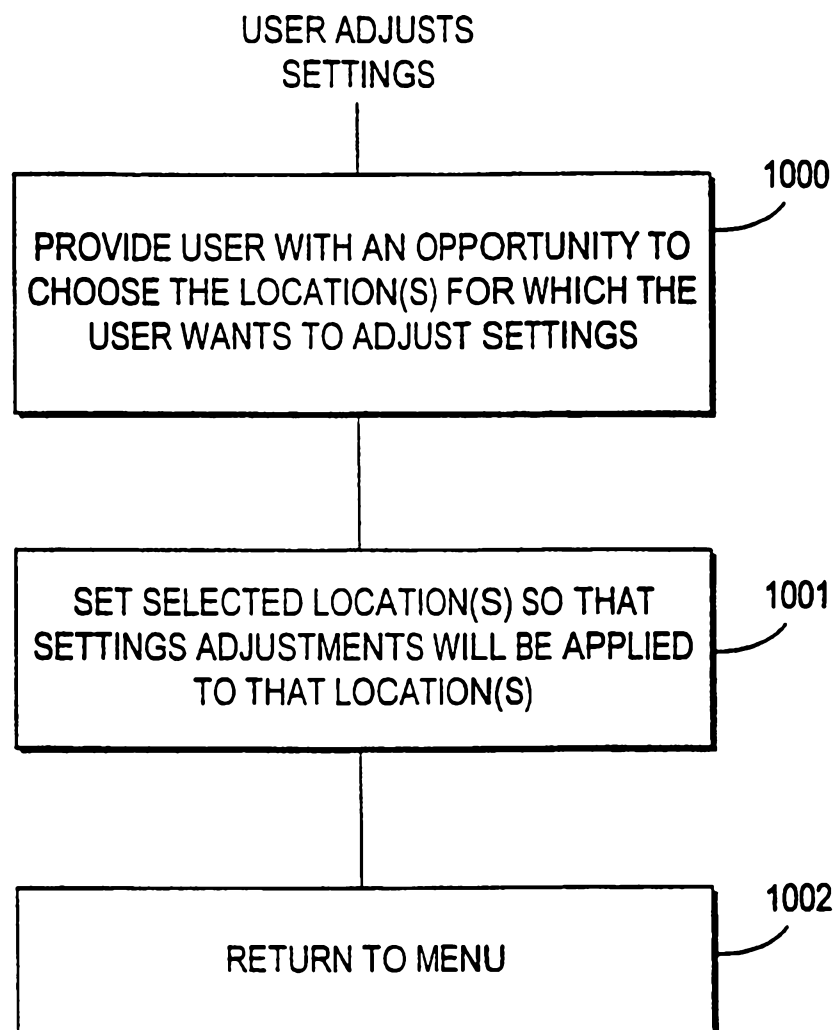 USER ADJUSTS
SETTINGS
1000
PROVIDE USER WITH AN OPPORTUNITY TO
CHOOSE THE LOCATION(S) FOR WHICH THE
USER WANTS TO ADJUST SETTINGS
1001
SET SELECTED LOCATION(S) SO THAT
SETTINGS ADJUSTMENTS WILL BE APPLIED
TO THAT LOCATION(S)
1002
RETURN TO MENU